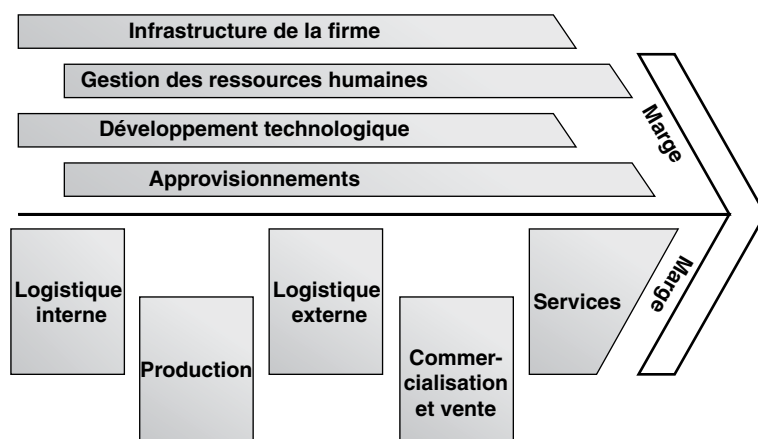 Infrastructure de la firme
Gestion des ressources humaines
Développement technologique
Approvisionnements
Marge
Logistique
interne
Production
Logistique
externe
Commer-
cialisation
et vente
Services
Marge